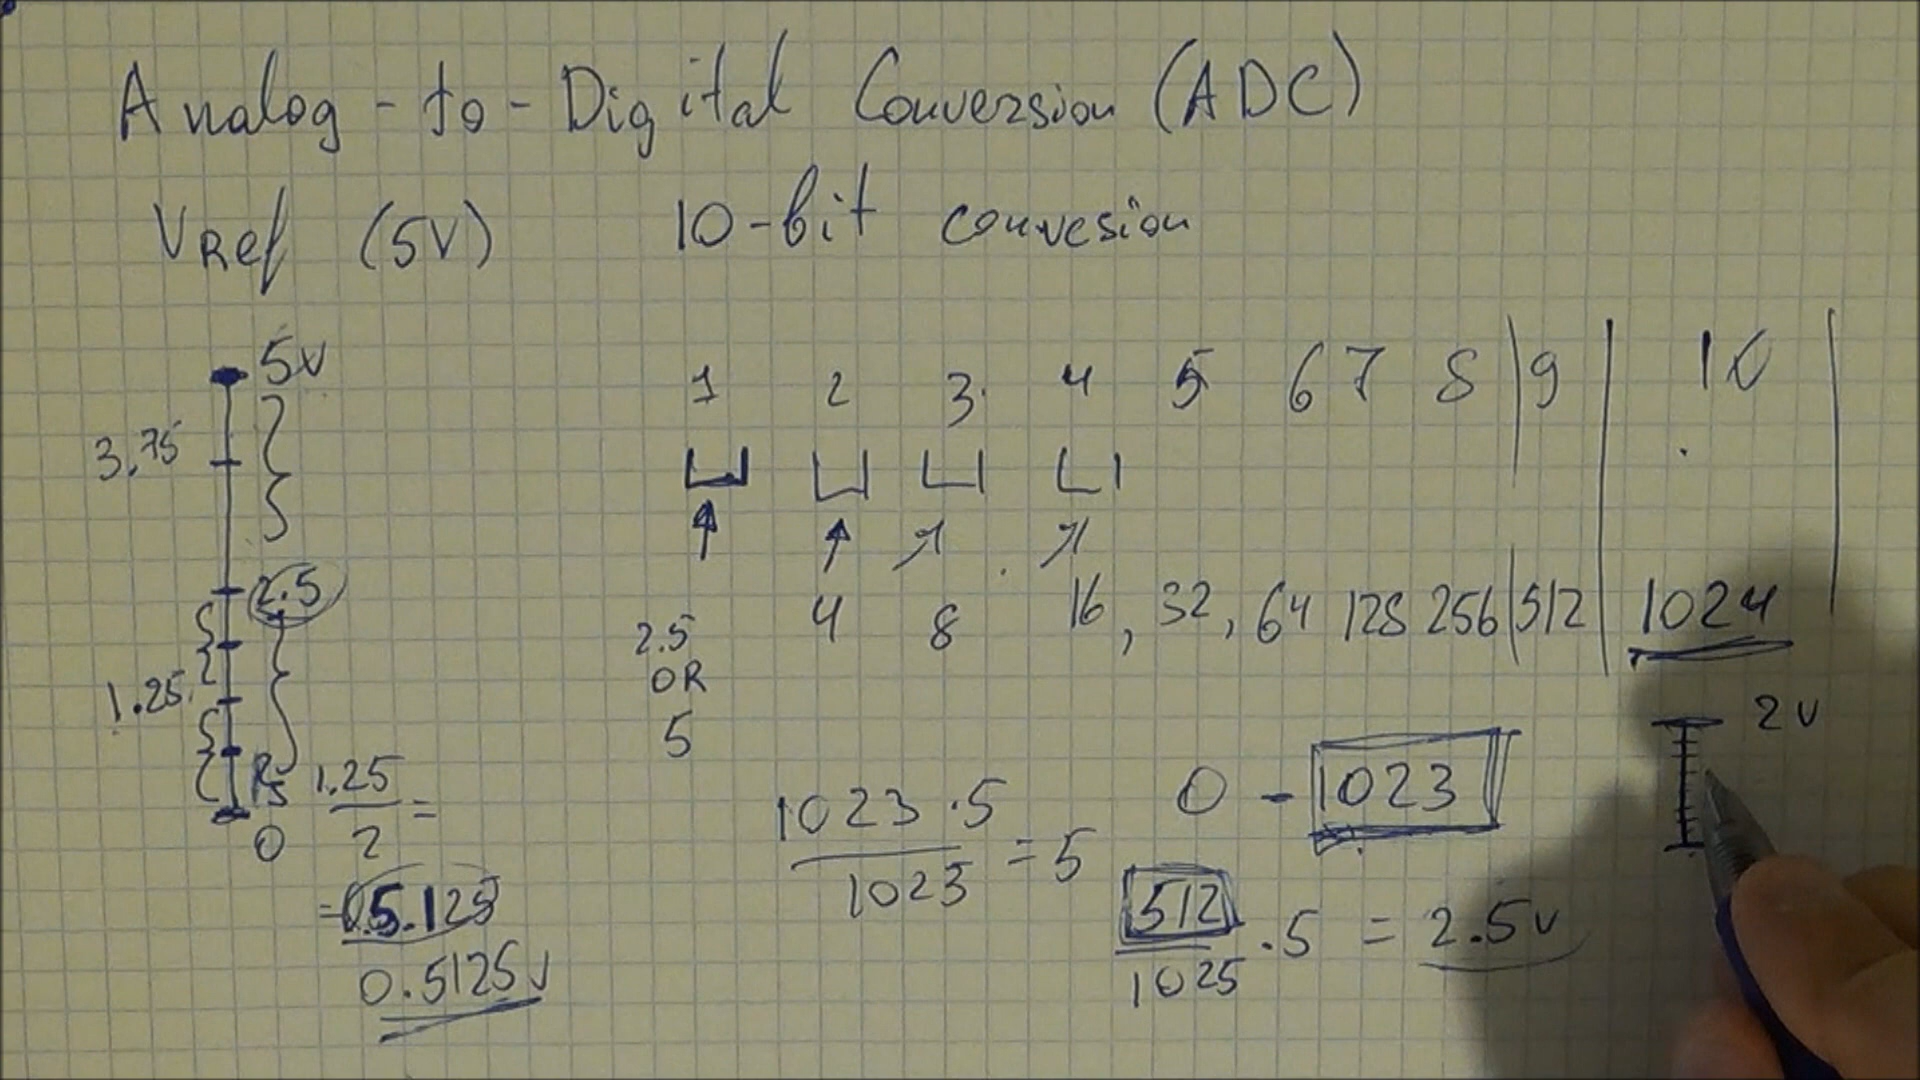 Analog-to-Digital Conversion (ADC)
VRef (5V) 10-bit convesion
5V 1 2 3 4 5 6 7 8 9 10
3.75
2.5 4 8 16, 32, 64 128 256 512 1024
2.5
OR
1.25 5 2V
0 1.25/2 =
1023·5/1023 = 5 0 - 1023
= 5.125 512/1023 ·5 = 2.5V
0.5125V